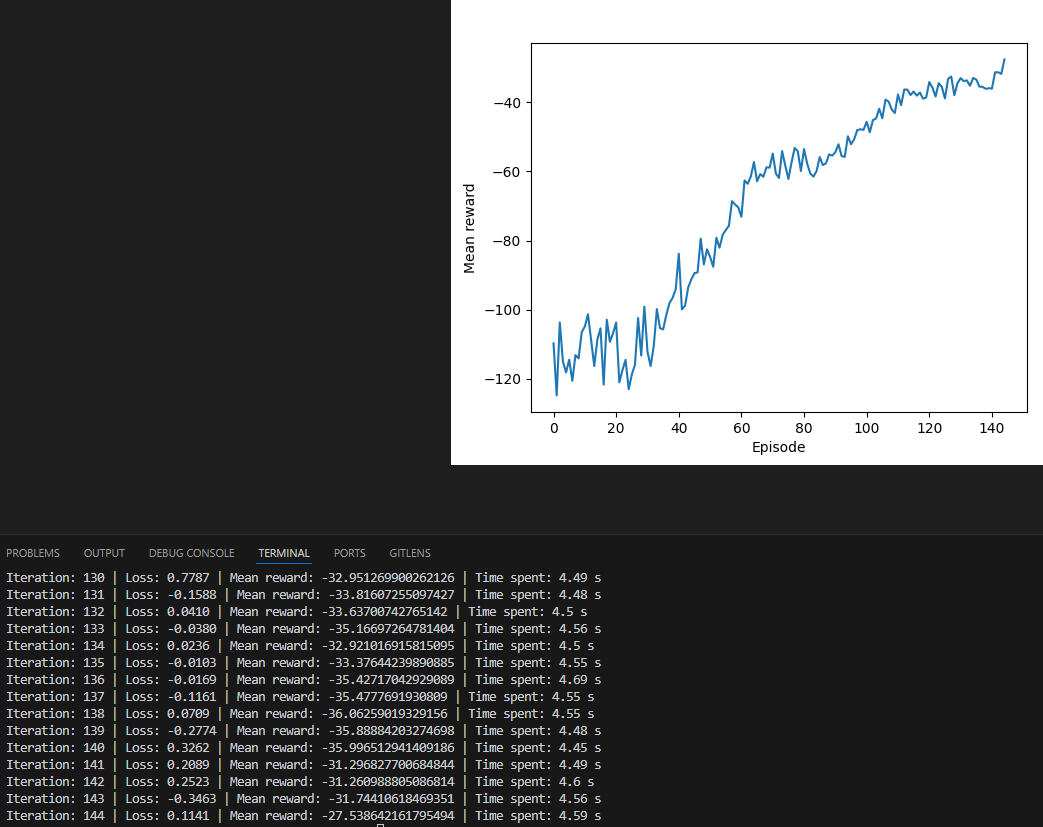 −40
−60
−80
−100
−120
Mean reward
0 20 40 60 80 100 120 140
Episode
PROBLEMS OUTPUT DEBUG CONSOLE TERMINAL PORTS GITLENS
Iteration: 130 | Loss: 0.7787 | Mean reward: -32.951269900262126 | Time spent: 4.49 s
Iteration: 131 | Loss: -0.1588 | Mean reward: -33.81607255097427 | Time spent: 4.48 s
Iteration: 132 | Loss: 0.0410 | Mean reward: -33.63700742765142 | Time spent: 4.5 s
Iteration: 133 | Loss: -0.0380 | Mean reward: -35.16697264781404 | Time spent: 4.56 s
Iteration: 134 | Loss: 0.0236 | Mean reward: -32.921016915815095 | Time spent: 4.5 s
Iteration: 135 | Loss: -0.0103 | Mean reward: -33.37644239890885 | Time spent: 4.55 s
Iteration: 136 | Loss: -0.0169 | Mean reward: -35.42717042929089 | Time spent: 4.69 s
Iteration: 137 | Loss: -0.1161 | Mean reward: -35.4777691930809 | Time spent: 4.55 s
Iteration: 138 | Loss: 0.0709 | Mean reward: -36.06259019329156 | Time spent: 4.55 s
Iteration: 139 | Loss: -0.2774 | Mean reward: -35.88884203274698 | Time spent: 4.48 s
Iteration: 140 | Loss: 0.3262 | Mean reward: -35.996512941409186 | Time spent: 4.45 s
Iteration: 141 | Loss: 0.2089 | Mean reward: -31.296827700684844 | Time spent: 4.49 s
Iteration: 142 | Loss: 0.2523 | Mean reward: -31.260988805086814 | Time spent: 4.6 s
Iteration: 143 | Loss: -0.3463 | Mean reward: -31.74410618469351 | Time spent: 4.56 s
Iteration: 144 | Loss: 0.1141 | Mean reward: -27.538642161795494 | Time spent: 4.59 s